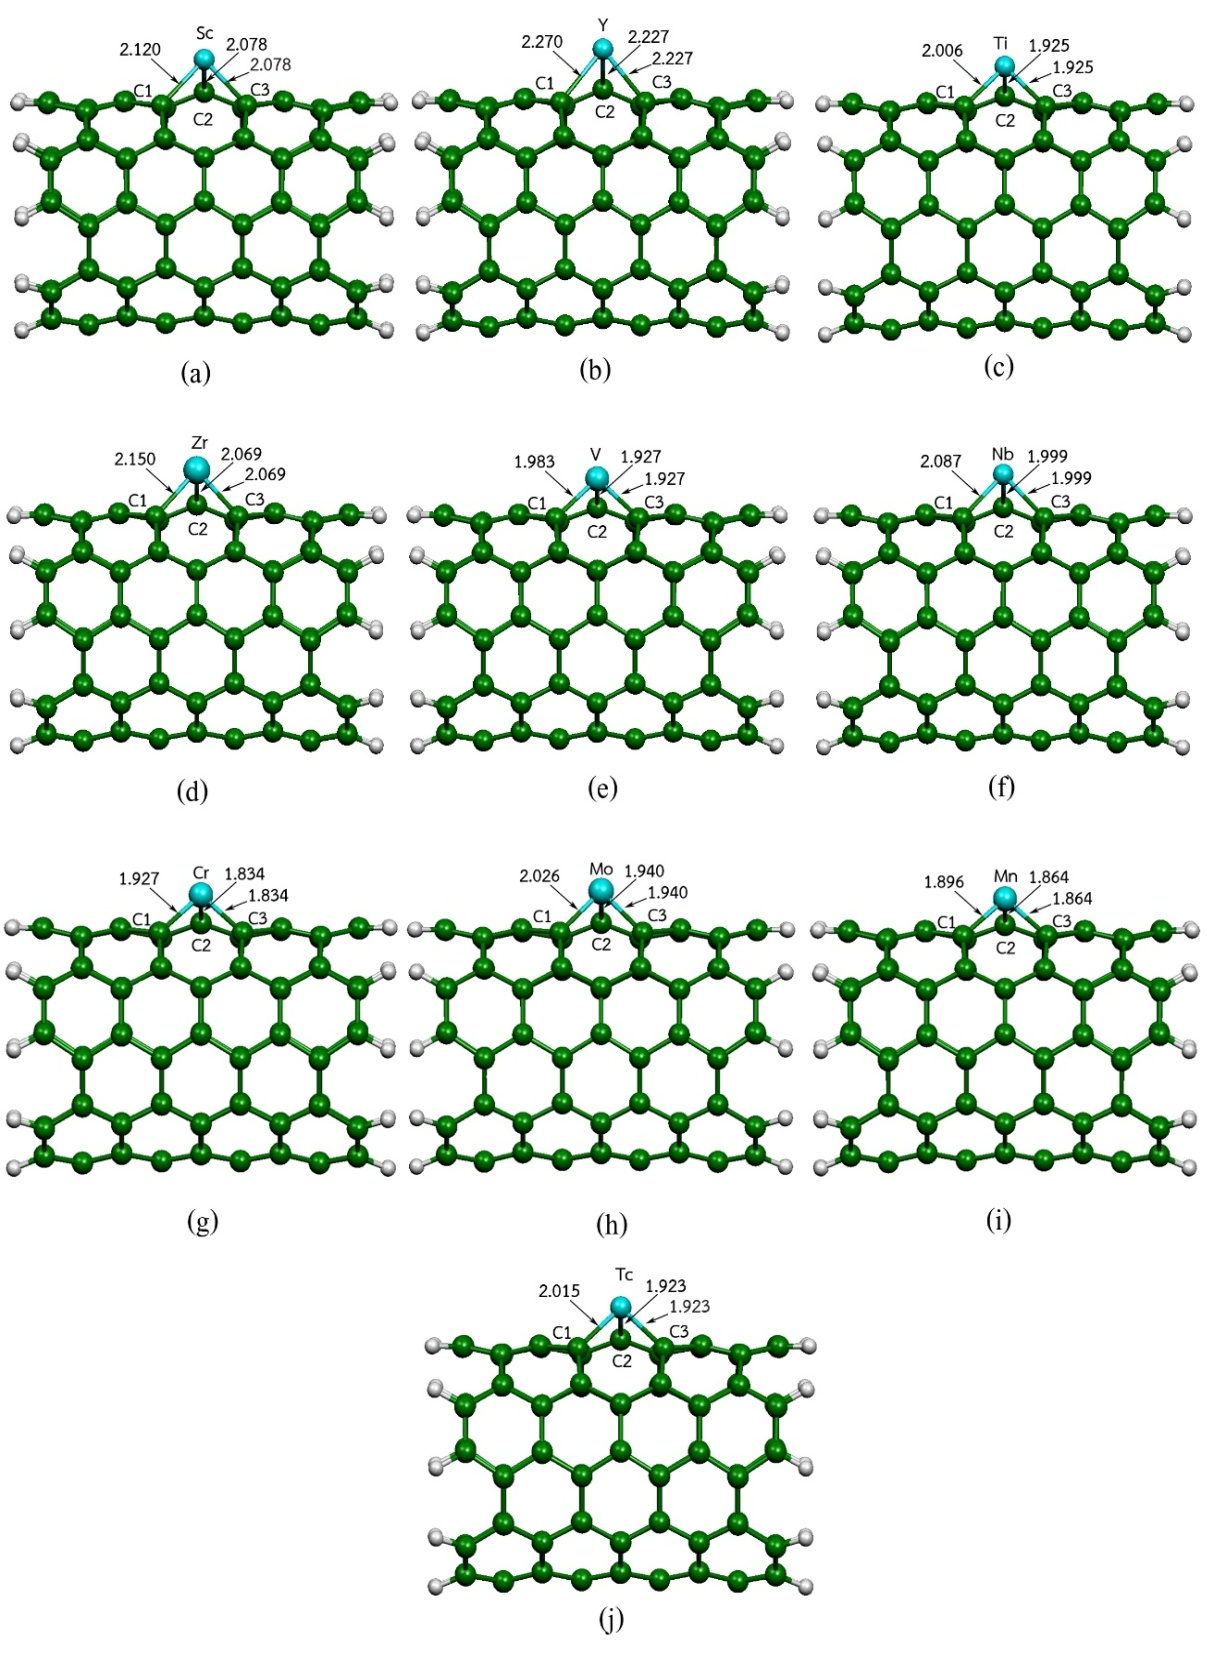 Sc
2.120
2.078
2.078
C1
C3
C2
(a)
Y
2.270
2.227
2.227
C1
C3
C2
(b)
Ti
2.006
1.925
1.925
C1
C3
C2
(c)
Zr
2.150
2.069
2.069
C1
C3
C2
(d)
V
1.983
1.927
1.927
C1
C3
C2
(e)
Nb
2.087
1.999
1.999
C1
C3
C2
(f)
Cr
1.927
1.834
1.834
C1
C3
C2
(g)
Mo
2.026
1.940
1.940
C1
C3
C2
(h)
Mn
1.896
1.864
1.864
C1
C3
C2
(i)
Tc
2.015
1.923
1.923
C1
C3
C2
(j)